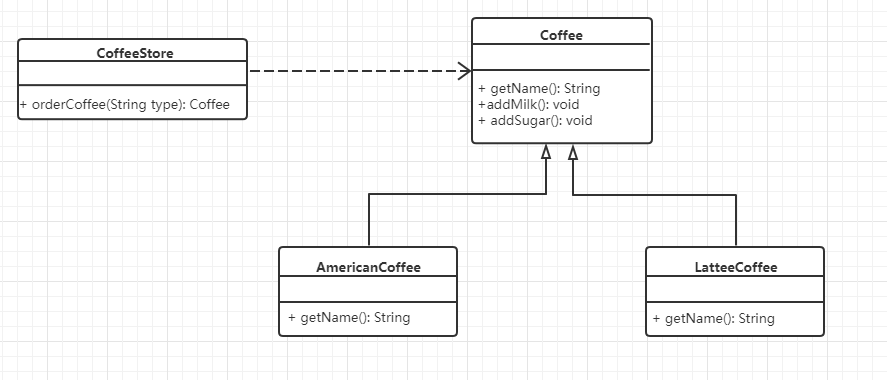 CoffeeStore
+ orderCoffee(String type): Coffee
Coffee
+ getName(): String
+addMilk(): void
+ addSugar(): void
AmericanCoffee
+ getName(): String
LatteeCoffee
+ getName(): String